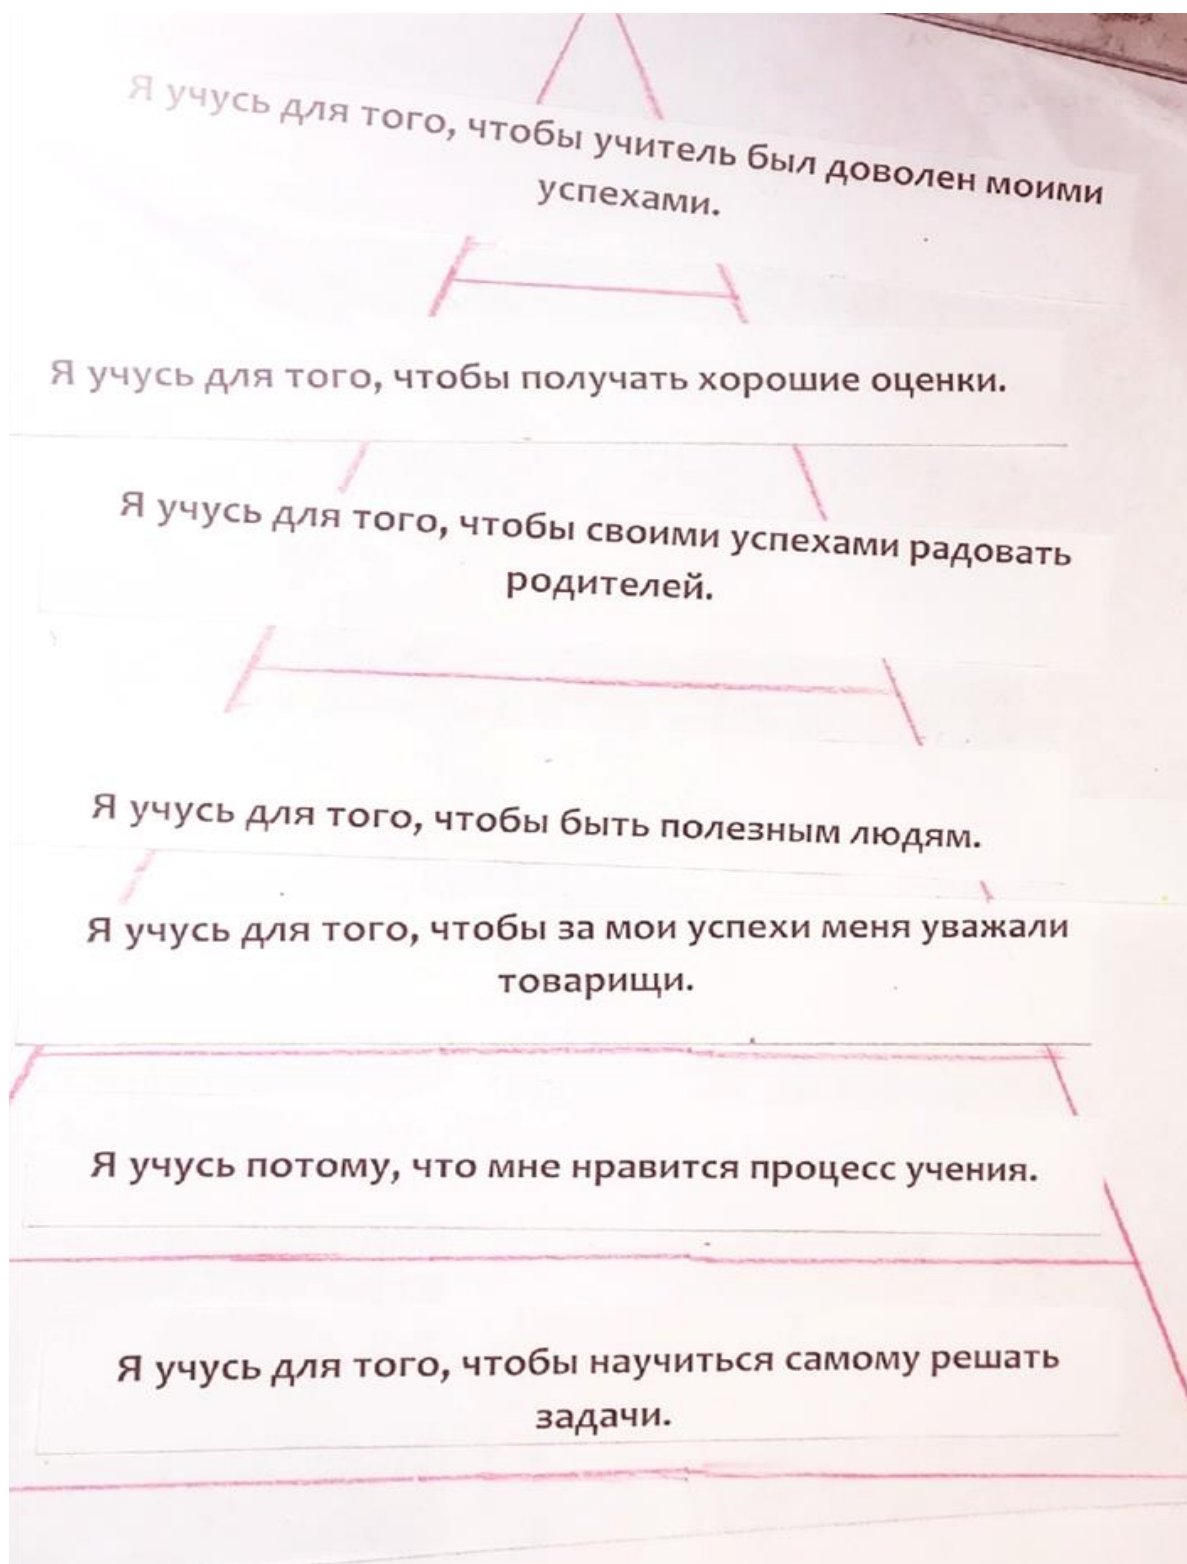 Я учусь для того, чтобы учитель был доволен моими
успехами.
Я учусь для того, чтобы получать хорошие оценки.
Я учусь для того, чтобы своими успехами радовать
родителей.
Я учусь для того, чтобы быть полезным людям.
Я учусь для того, чтобы за мои успехи меня уважали
товарищи.
Я учусь потому, что мне нравится процесс учения.
Я учусь для того, чтобы научиться самому решать
задачи.